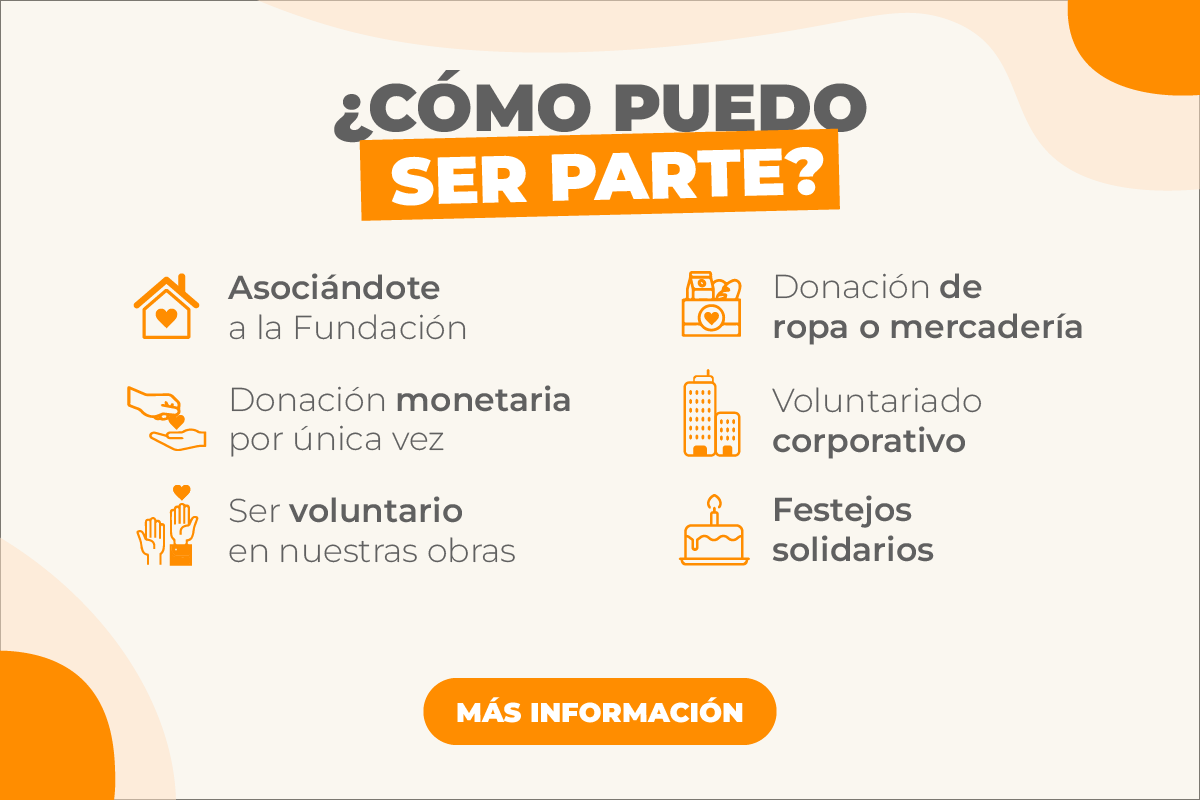 ¿CÓMO PUEDO
SER PARTE?
Asociándote
a la Fundación
Donación monetaria
por única vez
Ser voluntario
en nuestras obras
Donación de
ropa o mercadería
Voluntariado
corporativo
Festejos
solidarios
MÁS INFORMACIÓN